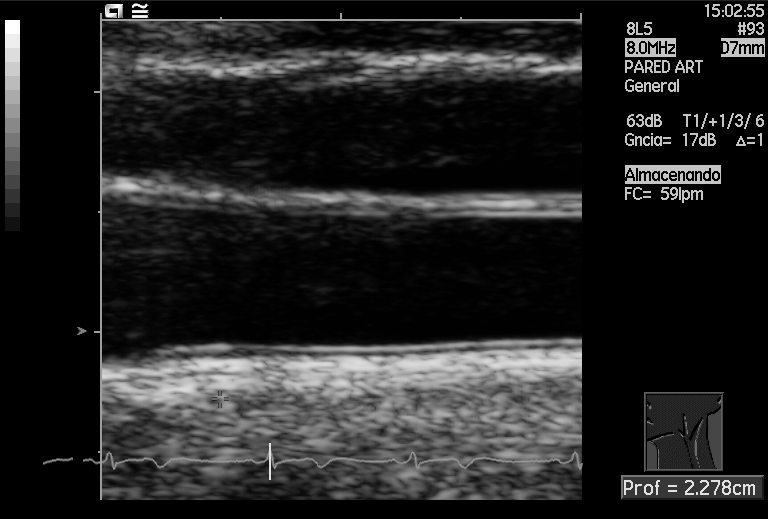 15:02:55
8L5 #93
8.0MHz 07mm
PARED ART
General
63dB T1/+1/3/ 6
Gncia= 17dB Δ=1
Almacenando
FC= 59lpm
Prof = 2.278cm